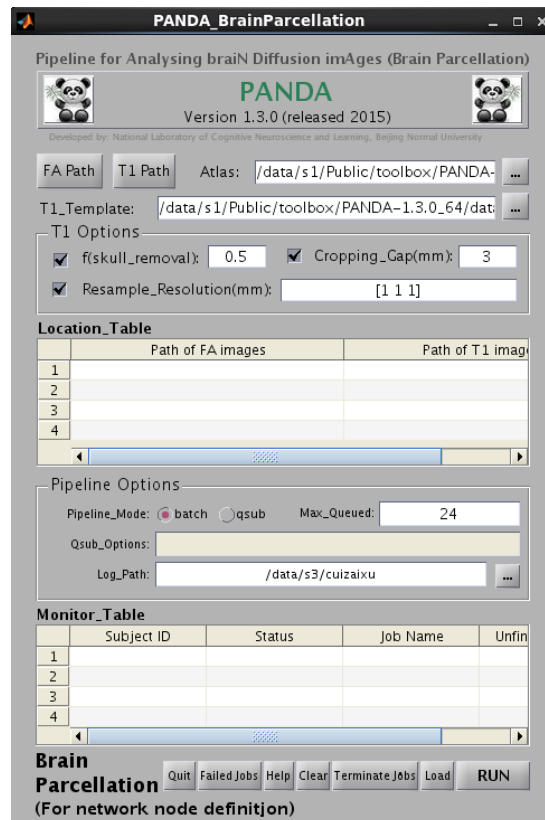 PANDA_BrainParcellation
Pipeline for Analysing braiN Diffusion imAges (Brain Parcellation)
PANDA
Version 1.3.0 (released 2015)
Developed by: National Laboratory of Cognitive Neuroscience and Learning, Beijing Normal University
FA Path T1 Path Atlas: /data/s1/Public/toolbox/PANDA- ...
T1_Template: /data/s1/Public/toolbox/PANDA-1.3.0_64/data ...
T1 Options
f(skull_removal): 0.5 Cropping_Gap(mm): 3
Resample_Resolution(mm): [1 1 1]
Location_Table
Path of FA images Path of T1 imag
1
2
3
4
Pipeline Options
Pipeline_Mode: batch qsub Max_Queued: 24
Qsub_Options:
Log_Path: /data/s3/cuizaixu ...
Monitor_Table
Subject ID Status Job Name Unfin
1
2
3
4
Brain
Parcellation Quit Failed Jobs Help Clear Terminate Jobs Load RUN
(For network node definition)